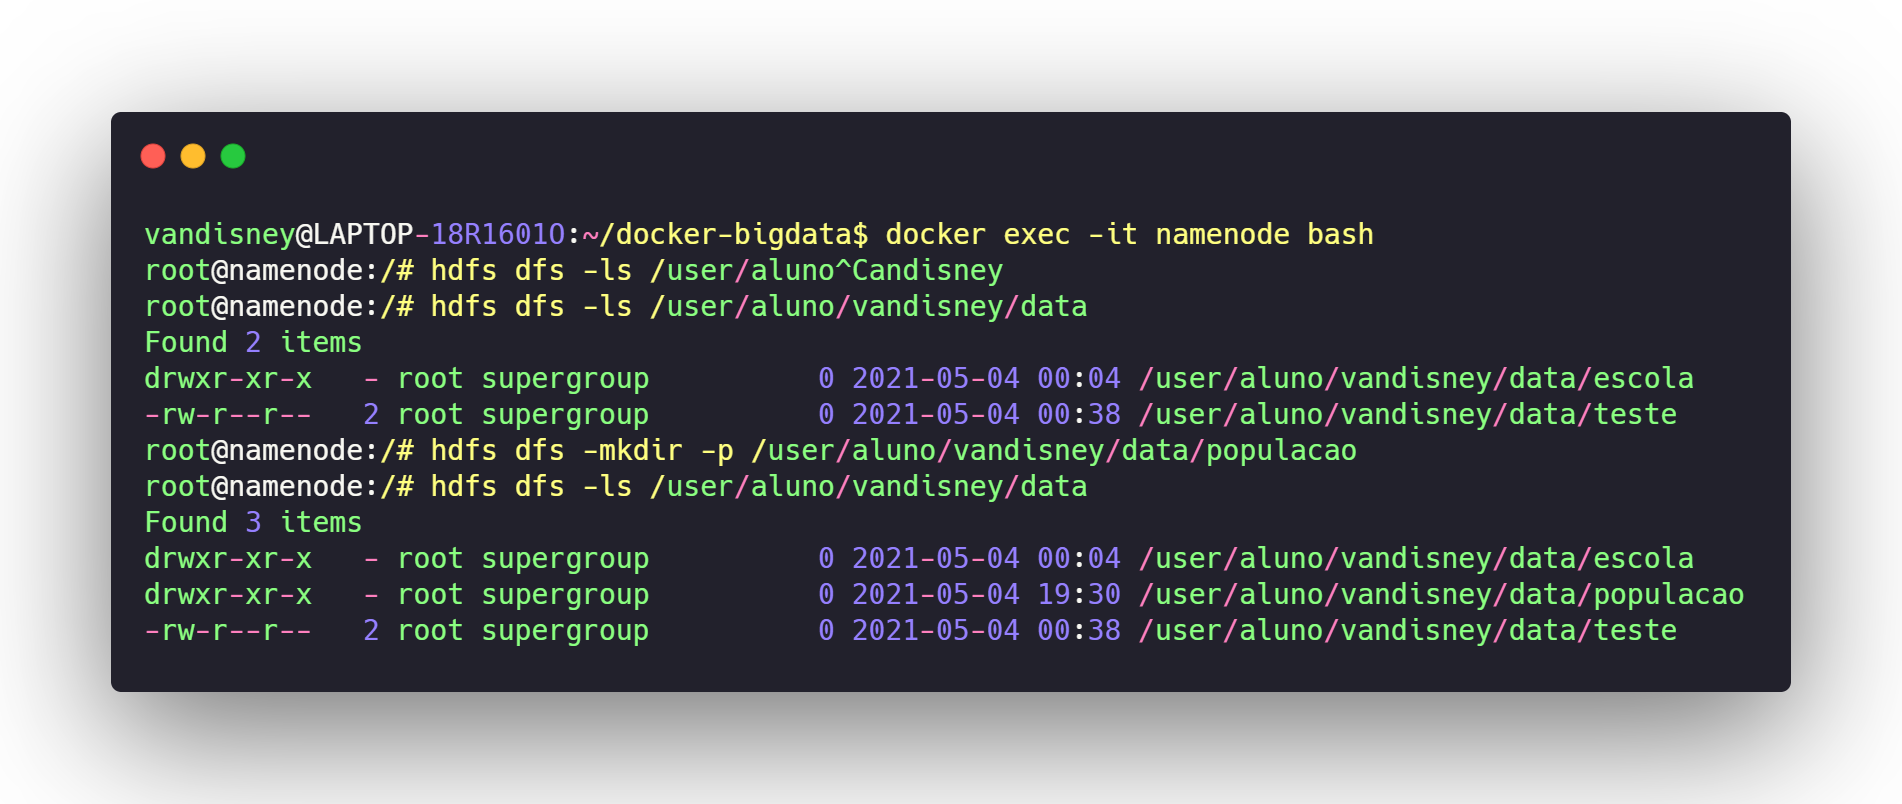 vandisney@LAPTOP-18R1601O:~/docker-bigdata$ docker exec -it namenode bash
root@namenode:/# hdfs dfs -ls /user/aluno^Candisney
root@namenode:/# hdfs dfs -ls /user/aluno/vandisney/data
Found 2 items
drwxr-xr-x   - root supergroup          0 2021-05-04 00:04 /user/aluno/vandisney/data/escola
-rw-r--r--   2 root supergroup          0 2021-05-04 00:38 /user/aluno/vandisney/data/teste
root@namenode:/# hdfs dfs -mkdir -p /user/aluno/vandisney/data/populacao
root@namenode:/# hdfs dfs -ls /user/aluno/vandisney/data
Found 3 items
drwxr-xr-x   - root supergroup          0 2021-05-04 00:04 /user/aluno/vandisney/data/escola
drwxr-xr-x   - root supergroup          0 2021-05-04 19:30 /user/aluno/vandisney/data/populacao
-rw-r--r--   2 root supergroup          0 2021-05-04 00:38 /user/aluno/vandisney/data/teste